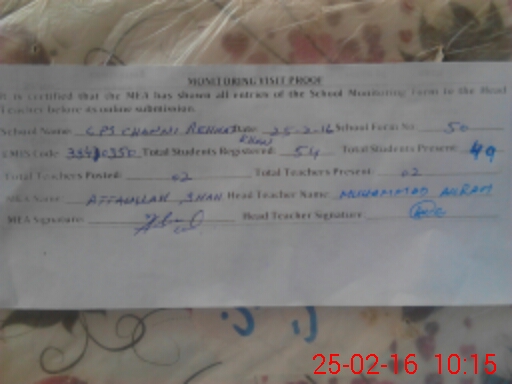 MONITORING VISIT PROOF
It is certified that the MEA has shown all entries of the School Monitoring Form to the Head
Teacher before its online submission.
School Name GPS CHANNI Date 25-2-16 School Form No 50
KHAN
EMIS Code: Total Students Registered: 54 Total Students Present: 49
Total Teachers Posted: 02 Total Teachers Present: 02
MEA Name: ATTAULLAH SHAH Head Teacher Name: MUHAMMAD AKRAM
MEA Signature: Head Teacher Signature
25-02-16 10:15